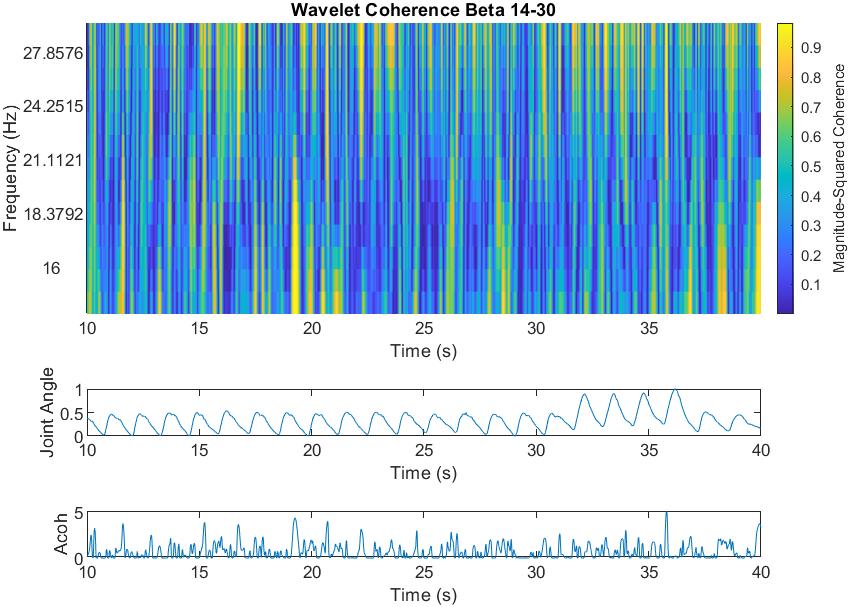 Wavelet Coherence Beta 14-30
Frequency (Hz)
27.8576
24.2515
21.1121
18.3792
16
10 15 20 25 30 35
Time (s)
0.9
0.8
0.7
0.6
0.5
0.4
0.3
0.2
0.1
Magnitude-Squared Coherence
Joint Angle
1
0.5
0
10 15 20 25 30 35 40
Time (s)
Acoh
5
0
10 15 20 25 30 35 40
Time (s)